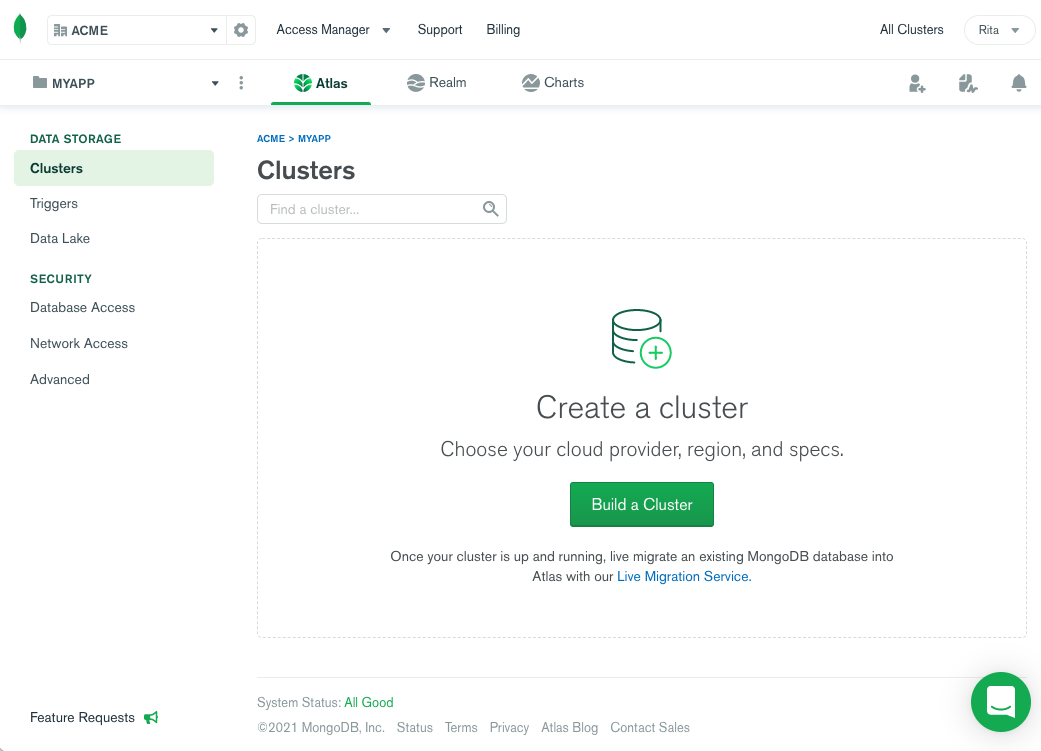 ACME
Access Manager
Support
Billing
All Clusters
Rita
MYAPP
Atlas
Realm
Charts
DATA STORAGE
Clusters
Triggers
Data Lake
SECURITY
Database Access
Network Access
Advanced
Feature Requests
ACME > MYAPP
Clusters
Find a cluster...
Create a cluster
Choose your cloud provider, region, and specs.
Build a Cluster
Once your cluster is up and running, live migrate an existing MongoDB database into
Atlas with our Live Migration Service.
System Status: All Good
©2021 MongoDB, Inc. Status Terms Privacy Atlas Blog Contact Sales